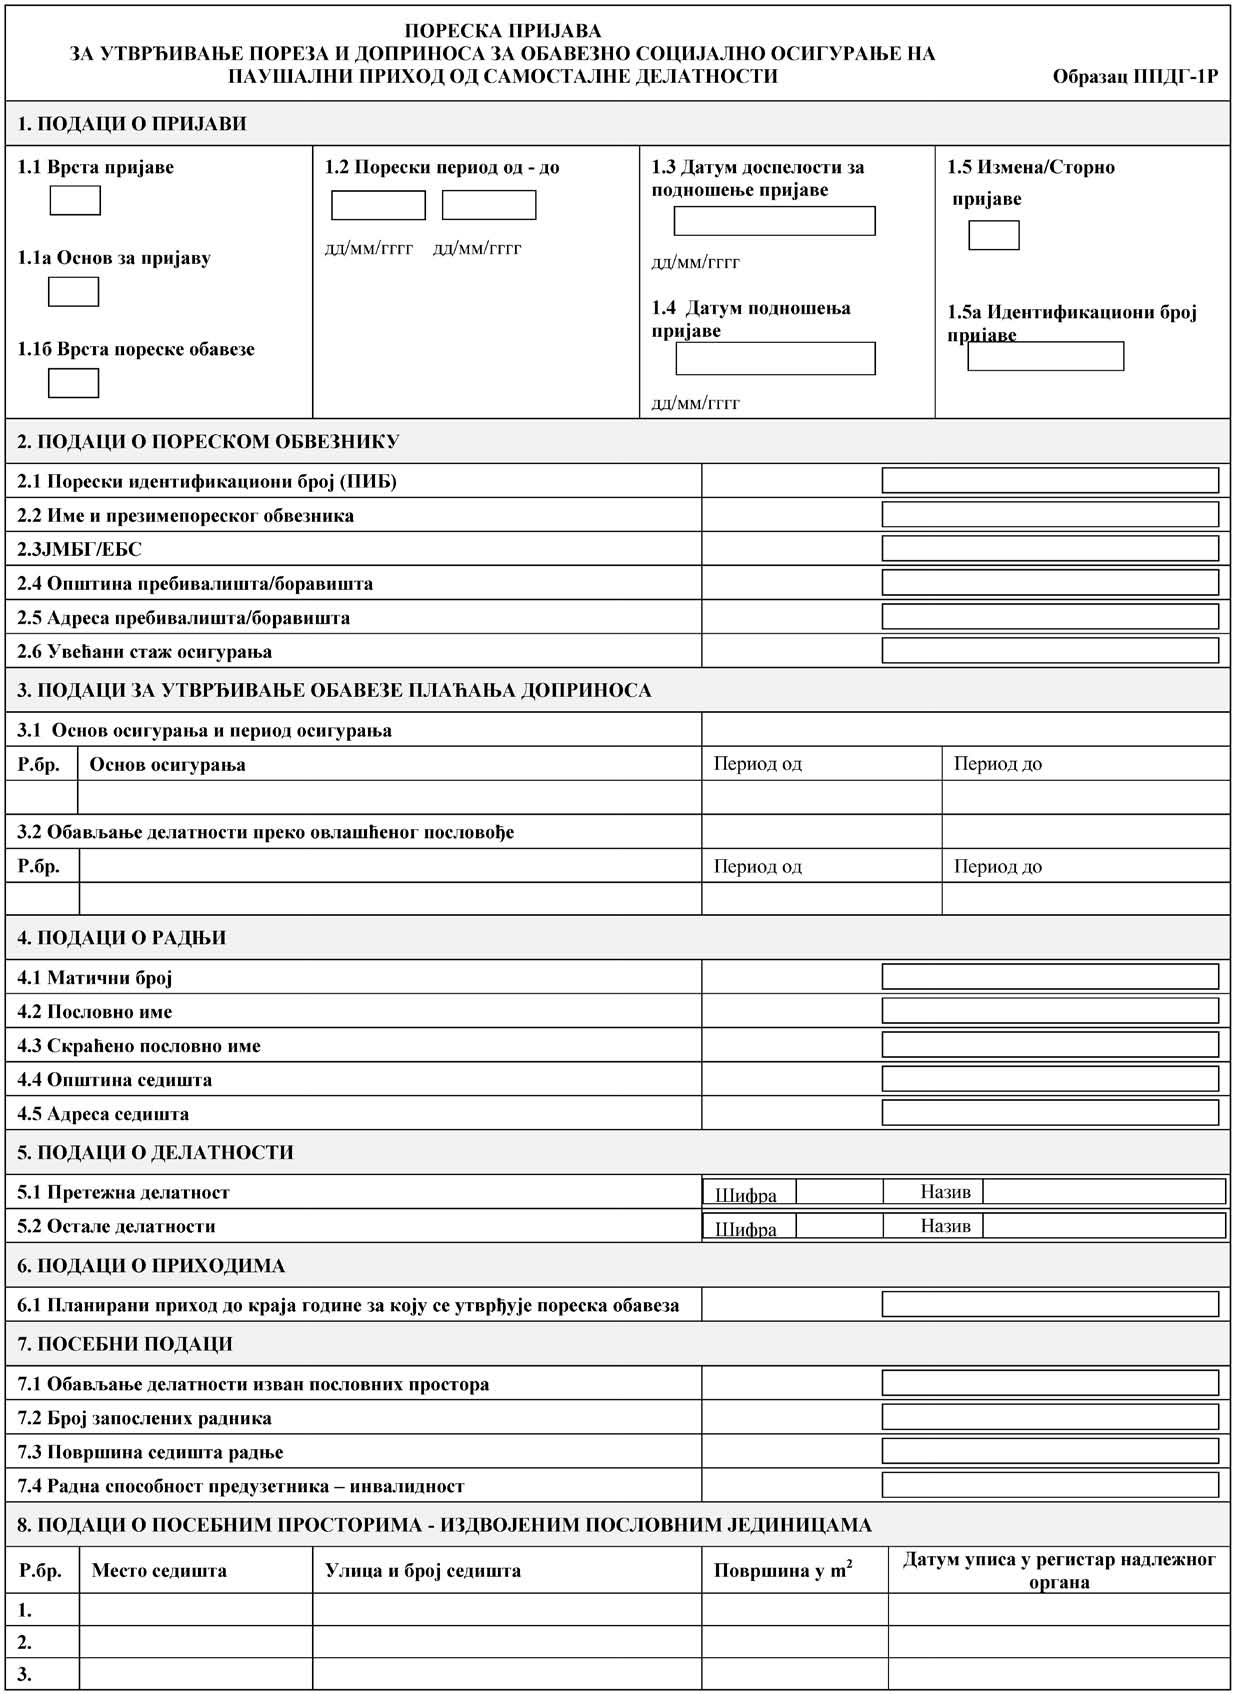 ПОРЕСКА ПРИЈАВА
ЗА УТВРЂИВАЊЕ ПОРЕЗА И ДОПРИНОСА ЗА ОБАВЕЗНО СОЦИЈАЛНО ОСИГУРАЊЕ НА
ПАУШАЛНИ ПРИХОД ОД САМОСТАЛНЕ ДЕЛАТНОСТИ Образац ППДГ-1Р
1. ПОДАЦИ О ПРИЈАВИ
1.1 Врста пријаве
1.1а Основ за пријаву
1.1б Врста пореске обавезе
1.2 Порески период од - до
дд/мм/гггг дд/мм/гггг
1.3 Датум доспелости за
подношење пријаве
дд/мм/гггг
1.4 Датум подношења
пријаве
дд/мм/гггг
1.5 Измена/Сторно
пријаве
1.5а Идентификациони број
пријаве
2. ПОДАЦИ О ПОРЕСКОМ ОБВЕЗНИКУ
2.1 Порески идентификациони број (ПИБ)
2.2 Име и презимепореског обвезника
2.3ЈМБГ/ЕБС
2.4 Општина пребивалишта/боравишта
2.5 Адреса пребивалишта/боравишта
2.6 Увећани стаж осигурања
3. ПОДАЦИ ЗА УТВРЂИВАЊЕ ОБАВЕЗЕ ПЛАЋАЊА ДОПРИНОСА
3.1 Основ осигурања и период осигурања
Р.бр. Основ осигурања Период од Период до
3.2 Обављање делатности преко овлашћеног пословође
Р.бр. Период од Период до
4. ПОДАЦИ О РАДЊИ
4.1 Матични број
4.2 Пословно име
4.3 Скраћено пословно име
4.4 Општина седишта
4.5 Адреса седишта
5. ПОДАЦИ О ДЕЛАТНОСТИ
5.1 Претежна делатност Шифра Назив
5.2 Остале делатности Шифра Назив
6. ПОДАЦИ О ПРИХОДИМА
6.1 Планирани приход до краја године за коју се утврђује пореска обавеза
7. ПОСЕБНИ ПОДАЦИ
7.1 Обављање делатности изван пословних простора
7.2 Број запослених радника
7.3 Површина седишта радње
7.4 Радна способност предузетника – инвалидност
8. ПОДАЦИ О ПОСЕБНИМ ПРОСТОРИМА - ИЗДВОЈЕНИМ ПОСЛОВНИМ ЈЕДИНИЦАМА
Р.бр. Место седишта Улица и број седишта Површина у m² Датум уписа у регистар надлежног
органа
1.
2.
3.